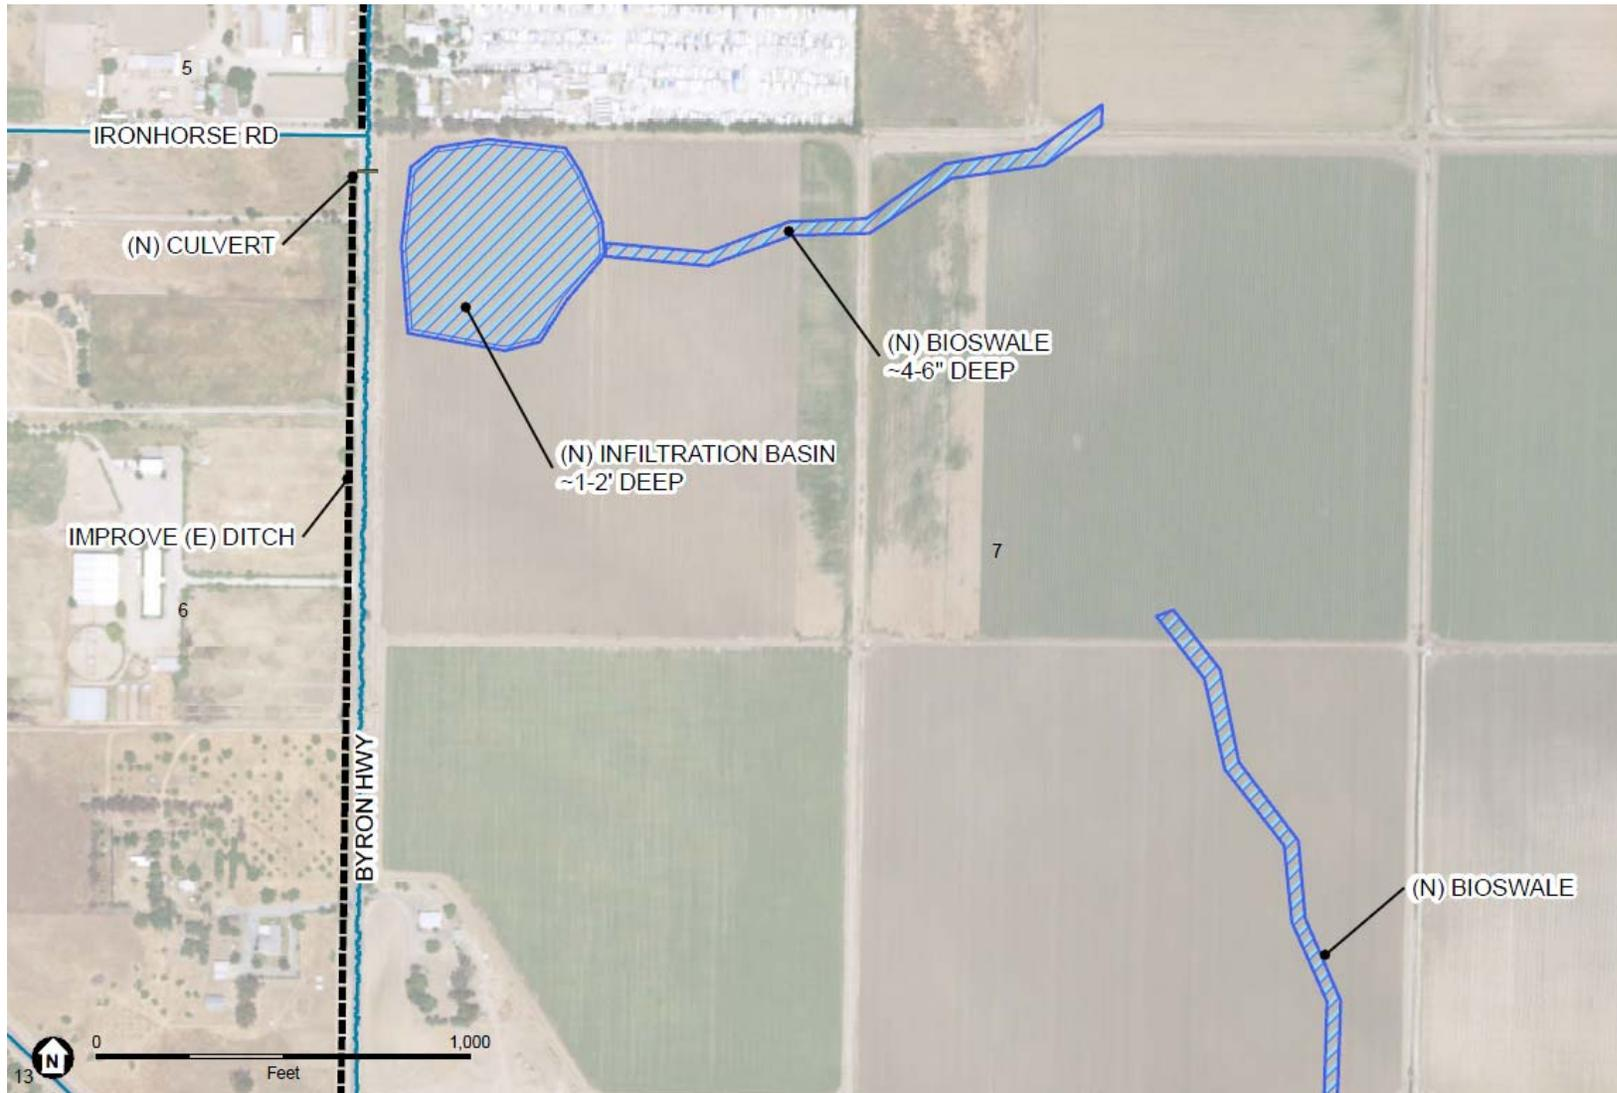 5
IRONHORSE RD
(N) CULVERT
(N) BIOSWALE
~4-6" DEEP
(N) INFILTRATION BASIN
~1-2' DEEP
IMPROVE (E) DITCH
7
6
BYRON HWY
(N) BIOSWALE
0 1,000
Feet
N
13